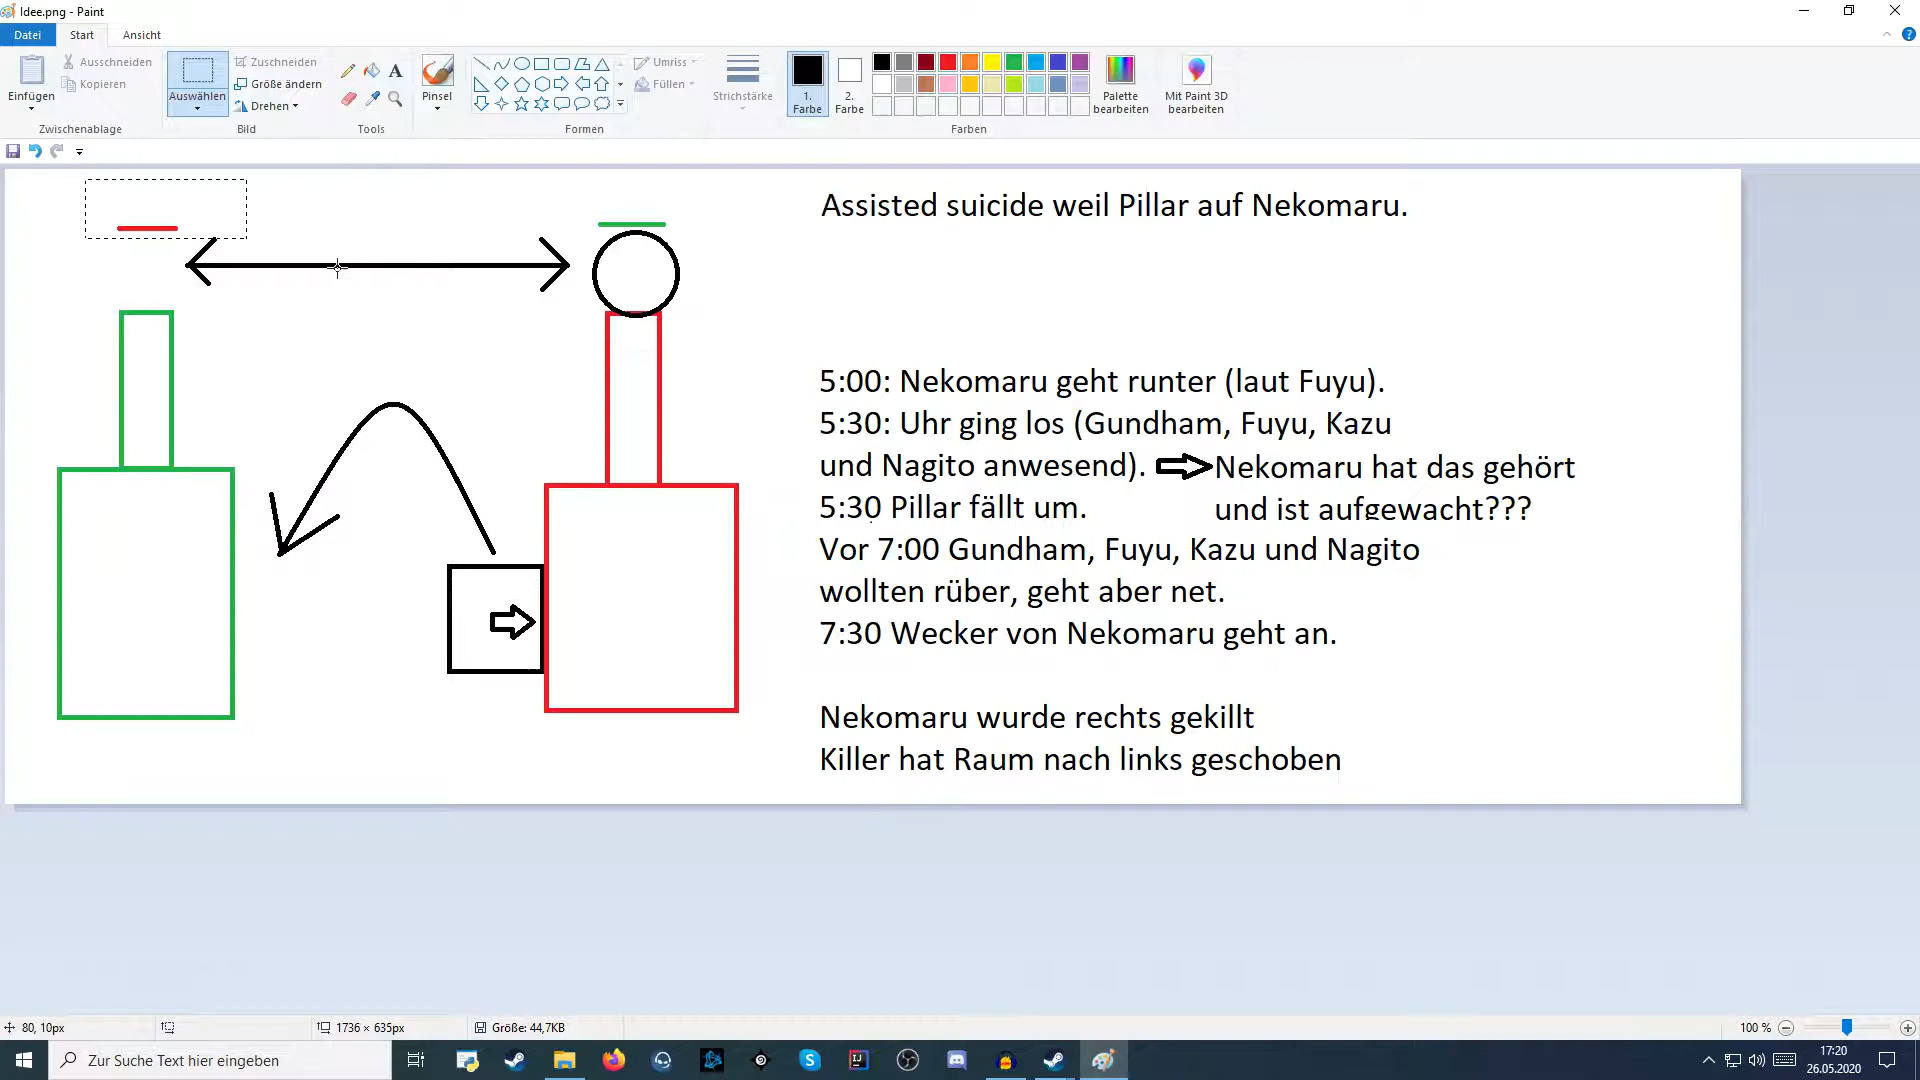 Idee.png - Paint
Datei
Start
Ansicht
Einfügen
Ausschneiden
Kopieren
Zwischenablage
Auswählen
Zuschneiden
Größe ändern
Drehen
Bild
Tools
Pinsel
Formen
Umriss
Füllen
Strichstärke
1.
Farbe
2.
Farbe
Farben
Palette
bearbeiten
Mit Paint 3D
bearbeiten
Assisted suicide weil Pillar auf Nekomaru.
5:00: Nekomaru geht runter (laut Fuyu).
5:30: Uhr ging los (Gundham, Fuyu, Kazu
und Nagito anwesend).
Nekomaru hat das gehört
und ist aufgewacht???
5:30 Pillar fällt um.
Vor 7:00 Gundham, Fuyu, Kazu und Nagito
wollten rüber, geht aber net.
7:30 Wecker von Nekomaru geht an.
Nekomaru wurde rechts gekillt
Killer hat Raum nach links geschoben
80, 10px
1736 × 635px
Größe: 44,7KB
100 %
Zur Suche Text hier eingeben
17:20
26.05.2020